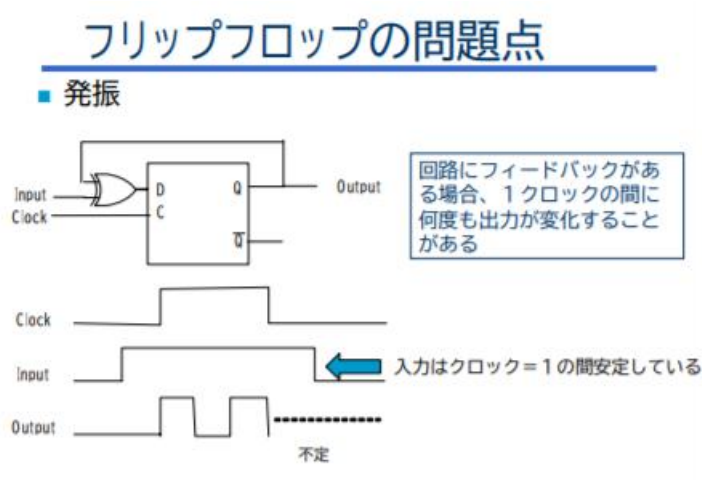 フリップフロップの問題点
発振
Input
Clock
D
C
Q
Q
Output
回路にフィードバックがあ
る場合、1クロックの間に
何度も出力が変化すること
がある
Clock
Input
入力はクロック=1の間安定している
Output
不定